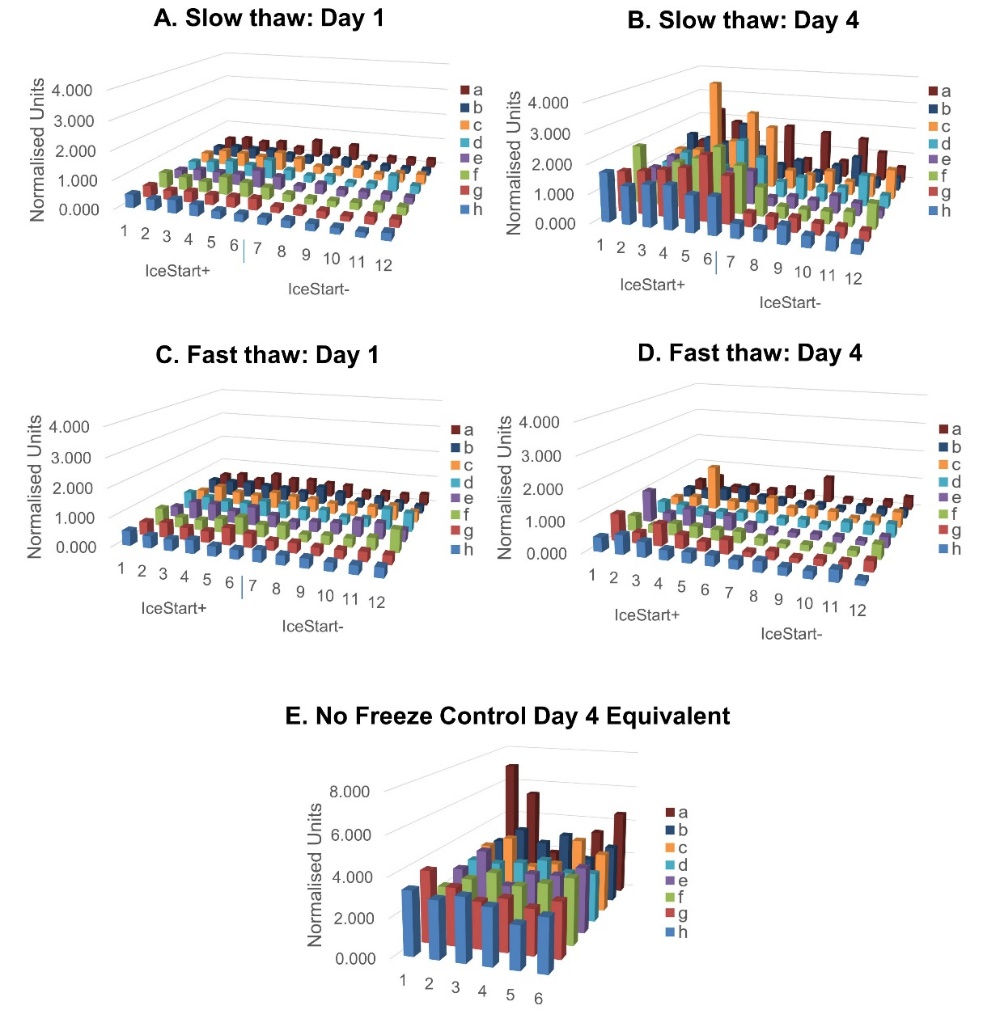 A. Slow thaw: Day 1
Normalised Units
4.000
3.000
2.000
1.000
0.000
1 2 3 4 5 6 7 8 9 10 11 12
IceStart+
IceStart-
a
b
c
d
e
f
g
h
B. Slow thaw: Day 4
Normalised Units
4.000
3.000
2.000
1.000
0.000
1 2 3 4 5 6 7 8 9 10 11 12
IceStart+
IceStart-
a
b
c
d
e
f
g
h
C. Fast thaw: Day 1
Normalised Units
4.000
3.000
2.000
1.000
0.000
1 2 3 4 5 6 7 8 9 10 11 12
IceStart+
IceStart-
a
b
c
d
e
f
g
h
D. Fast thaw: Day 4
Normalised Units
4.000
3.000
2.000
1.000
0.000
1 2 3 4 5 6 7 8 9 10 11 12
IceStart+
IceStart-
a
b
c
d
e
f
g
h
E. No Freeze Control Day 4 Equivalent
Normalised Units
8.000
6.000
4.000
2.000
0.000
1 2 3 4 5 6
a
b
c
d
e
f
g
h